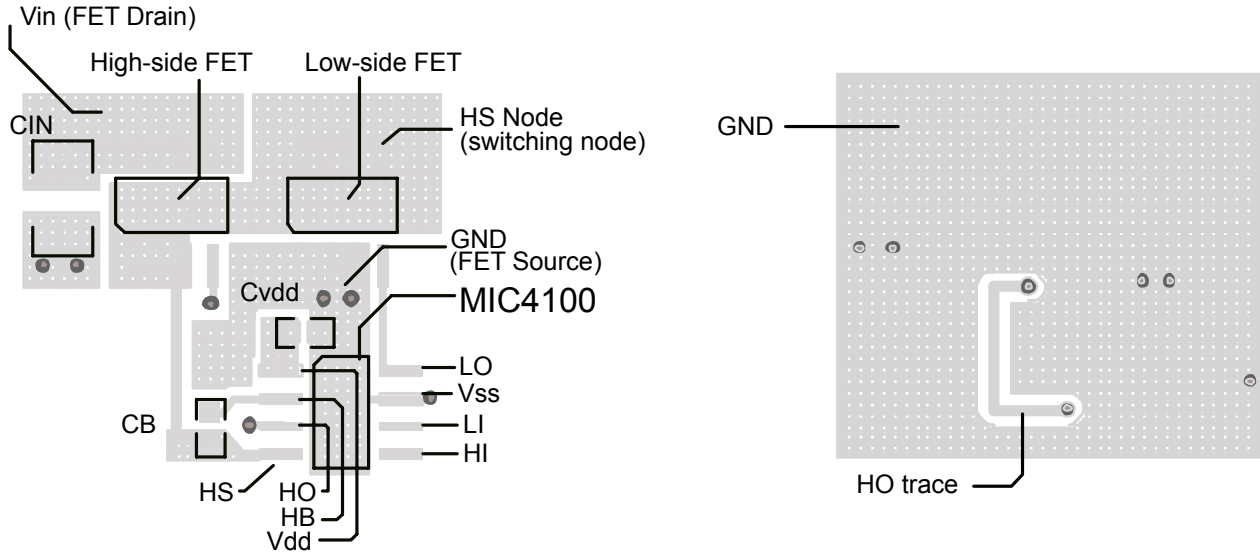 Vin (FET Drain)
High-side FET
Low-side FET
CIN
HS Node
(switching node)
GND
GND
(FET Source)
Cvdd
MIC4100
LO
Vss
CB
LI
HI
HS
HO
HB
Vdd
HO trace